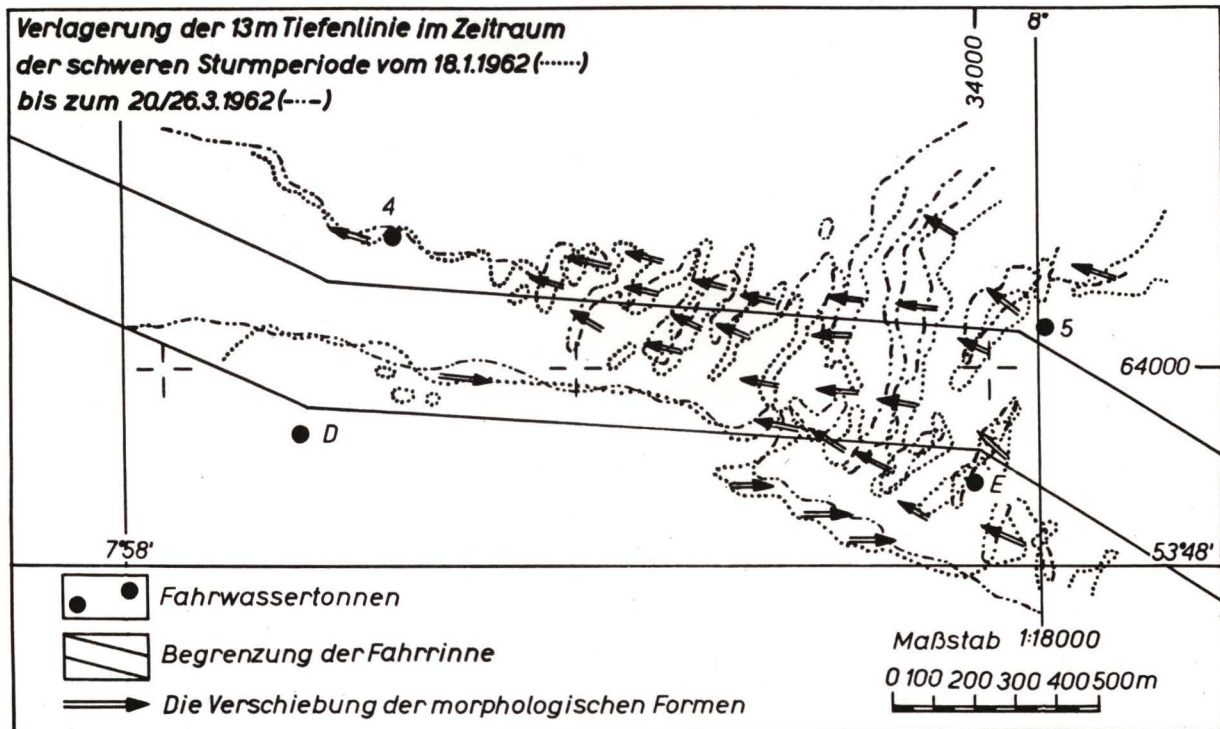 Verlagerung der 13m Tiefenlinie im Zeitraum
der schweren Sturmperiode vom 18.1.1962 (·······)
bis zum 20./26.3.1962 (-···-)
8°
34000
4
5
64000
D
E
7°58'
53°48'
Fahrwassertonnen
Begrenzung der Fahrrinne
Die Verschiebung der morphologischen Formen
Maßstab 1:18000
0 100 200 300 400 500m